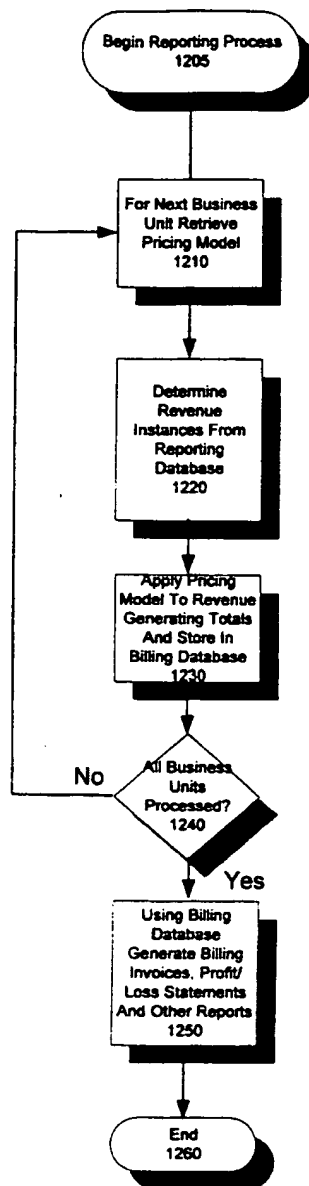 Begin Reporting Process
1205
For Next Business
Unit Retrieve
Pricing Model
1210
Determine
Revenue
Instances From
Reporting
Database
1220
Apply Pricing
Model To Revenue
Generating Totals
And Store In
Billing Database
1230
All Business
Units
Processed?
1240
No
Yes
Using Billing
Database
Generate Billing
Invoices, Profit/
Loss Statements
And Other Reports
1250
End
1260